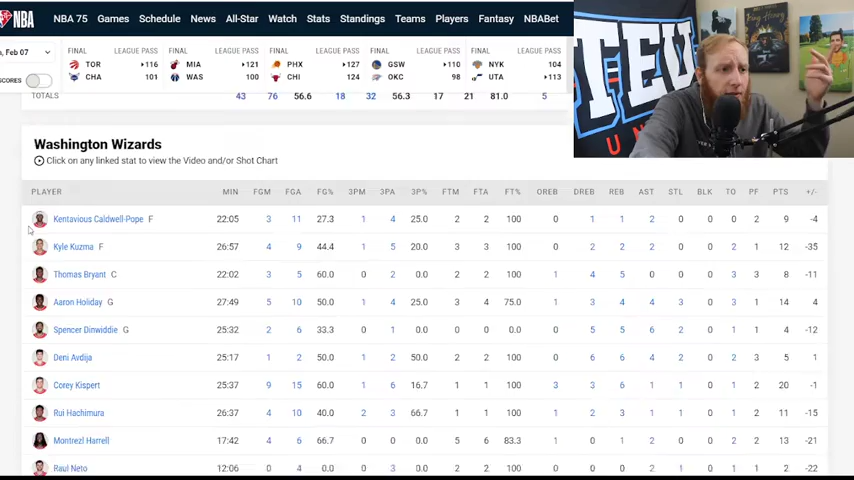 NBA NBA 75 Games Schedule News All-Star Watch Stats Standings Teams Players Fantasy NBABet
, Feb 07
SCORES
FINAL LEAGUE PASS FINAL LEAGUE PASS FINAL LEAGUE PASS FINAL LEAGUE PASS FINAL LEAGUE PASS
TOR 116 MIA 121 PHX 127 GSW 110 NYK 104
CHA 101 WAS 100 CHI 124 OKC 98 UTA 113
TOTALS 43 76 56.6 18 32 56.3 17 21 81.0 5
TEU
UN
Washington Wizards
Click on any linked stat to view the Video and/or Shot Chart
PLAYER MIN FGM FGA FG% 3PM 3PA 3P% FTM FTA FT% OREB DREB REB AST STL BLK TO PF PTS +/-
Kentavious Caldwell-Pope F 22:05 3 11 27.3 1 4 25.0 2 2 100 0 1 1 2 0 0 0 2 9 -4
Kyle Kuzma F 26:57 4 9 44.4 1 5 20.0 3 3 100 0 2 2 2 0 0 2 1 12 -35
Thomas Bryant C 22:02 3 5 60.0 0 2 0.0 2 2 100 1 4 5 0 0 0 3 3 8 -11
Aaron Holiday G 27:49 5 10 50.0 1 4 25.0 3 4 75.0 1 3 4 4 3 0 3 1 14 4
Spencer Dinwiddie G 25:32 2 6 33.3 0 1 0.0 0 0 0.0 0 5 5 6 2 0 1 1 4 -12
Deni Avdija 25:17 1 2 50.0 1 2 50.0 2 2 100 0 6 6 4 2 0 2 3 5 1
Corey Kispert 25:37 9 15 60.0 1 6 16.7 1 1 100 3 3 6 1 1 0 1 2 20 -1
Rui Hachimura 26:37 4 10 40.0 2 3 66.7 1 1 100 1 2 3 1 0 0 2 2 11 -15
Montrezl Harrell 17:42 4 6 66.7 0 0 0.0 5 6 83.3 1 0 1 2 0 0 2 2 13 -21
Raul Neto 12:06 0 4 0.0 0 3 0.0 2 2 100 0 0 0 2 1 0 1 1 2 -22